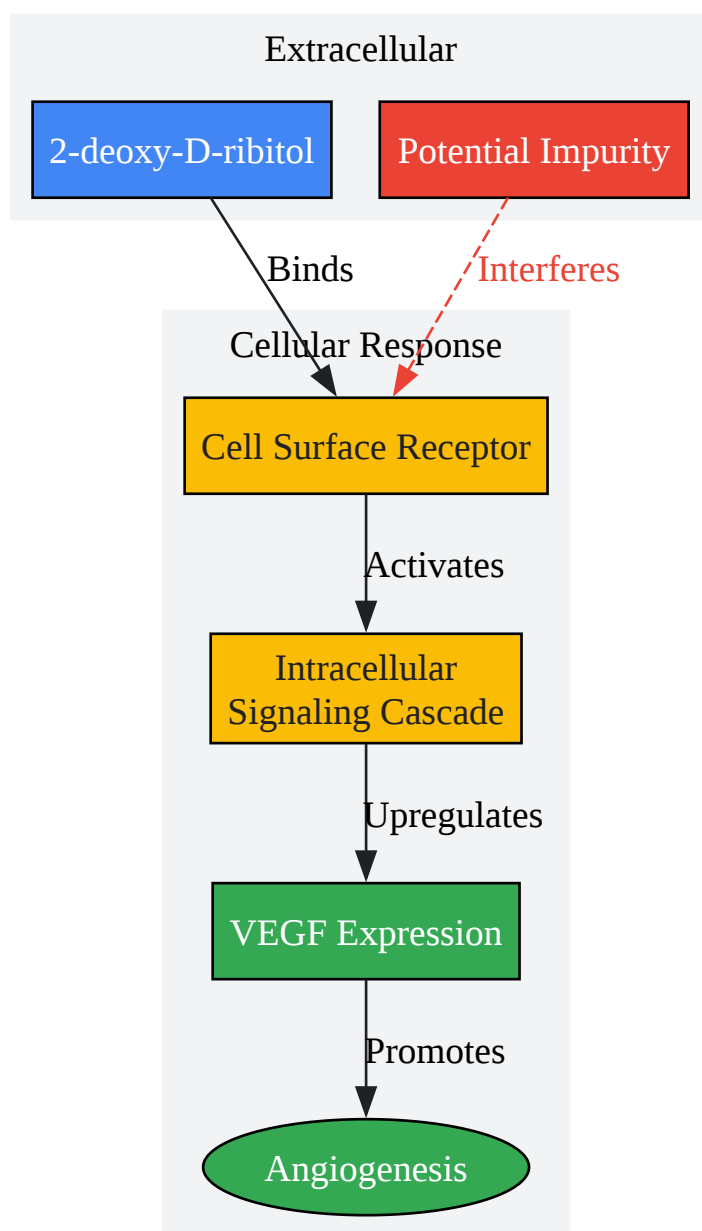 Extracellular
2-deoxy-D-ribitol
Potential Impurity
Binds
Interferes
Cellular Response
Cell Surface Receptor
Activates
Intracellular
Signaling Cascade
Upregulates
VEGF Expression
Promotes
Angiogenesis